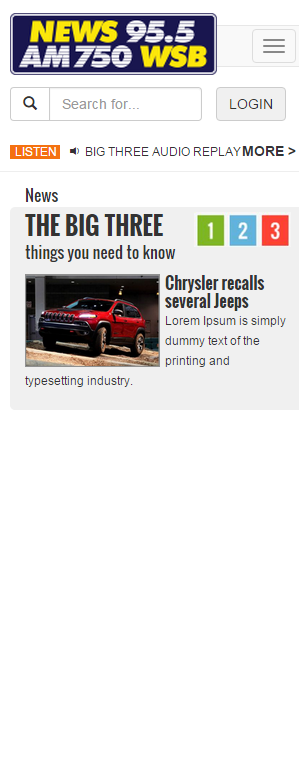 NEWS 95.5
AM 750 WSB
Search for...
LOGIN
LISTEN BIG THREE AUDIO REPLAY MORE >
News
THE BIG THREE
1 2 3
things you need to know
Chrysler recalls
several Jeeps
Lorem Ipsum is simply
dummy text of the
printing and
typesetting industry.